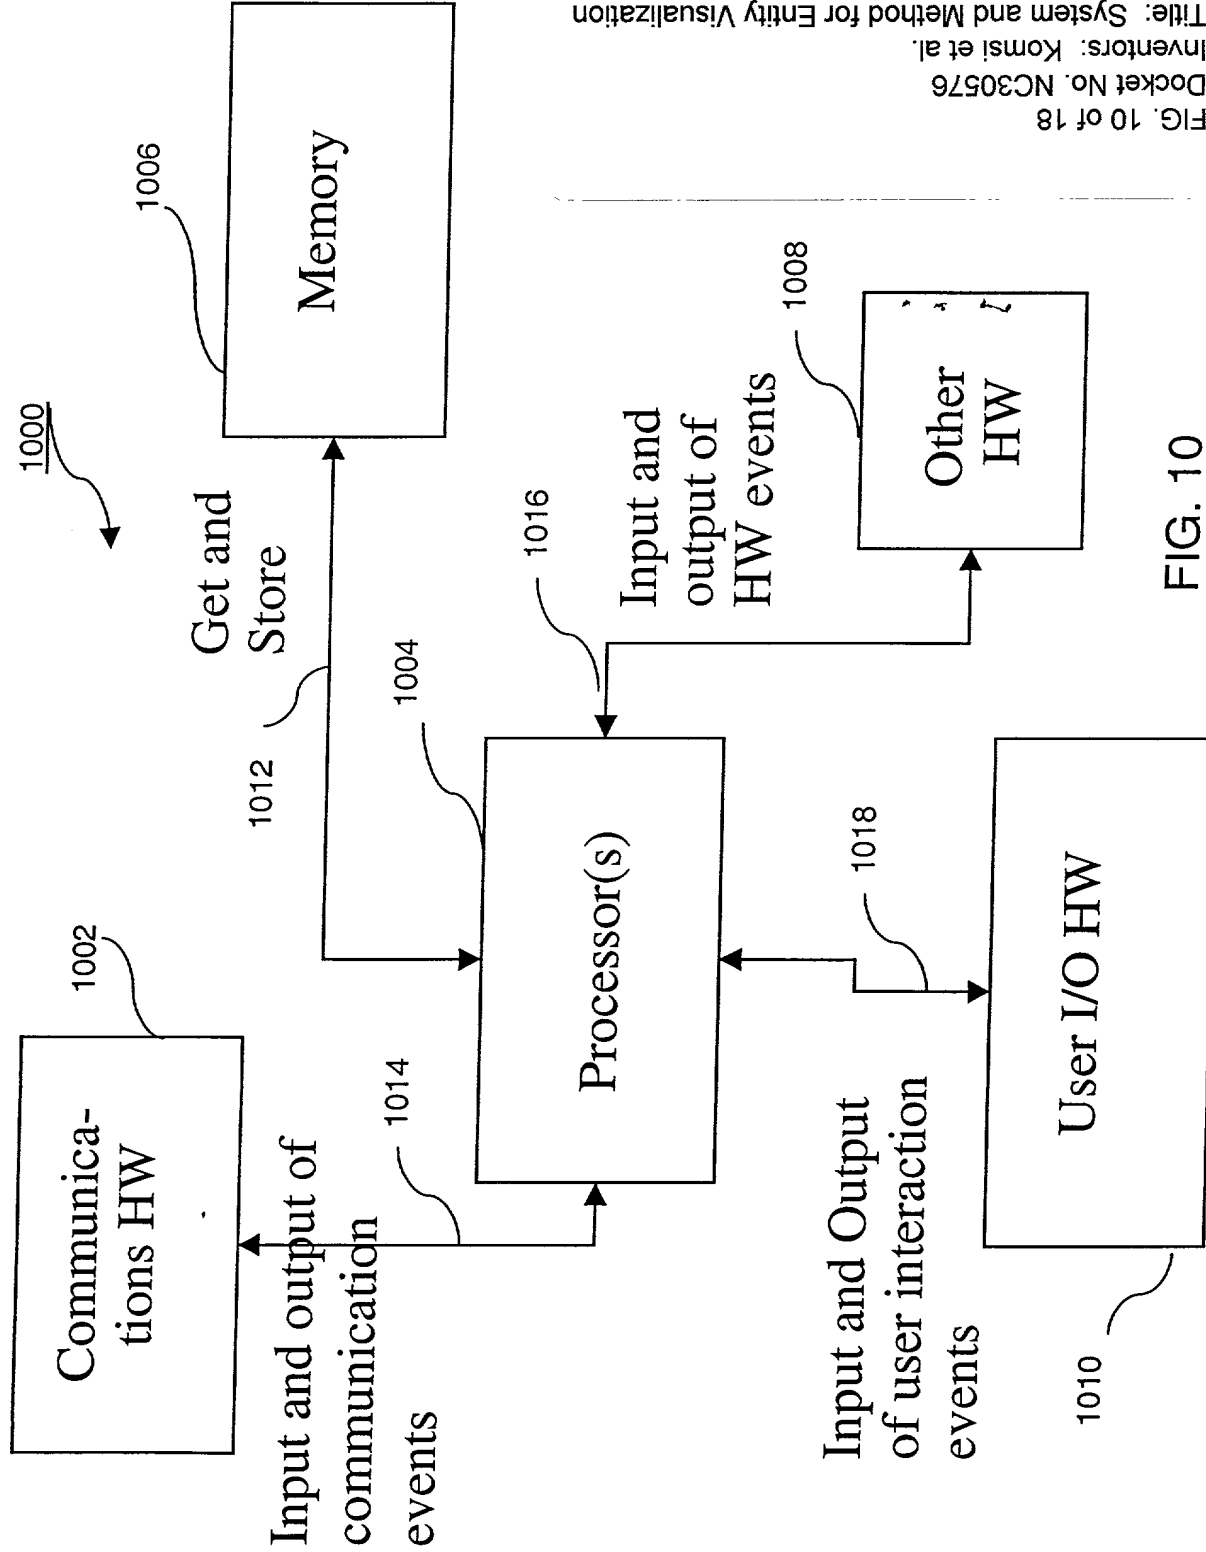 Title: System and Method for Entity Visualization
Inventors: Komsi et al.
Docket No. NC30576
FIG. 10 of 18
1000
Communica-
tions HW
1002
Get and
Store
1012
Memory
1006
Input and output of
communication
events
1014
Processor(s)
1004
1016
Input and
output of
HW events
Other
HW
1008
Input and Output
of user interaction
events
1018
User I/O HW
1010
FIG. 10